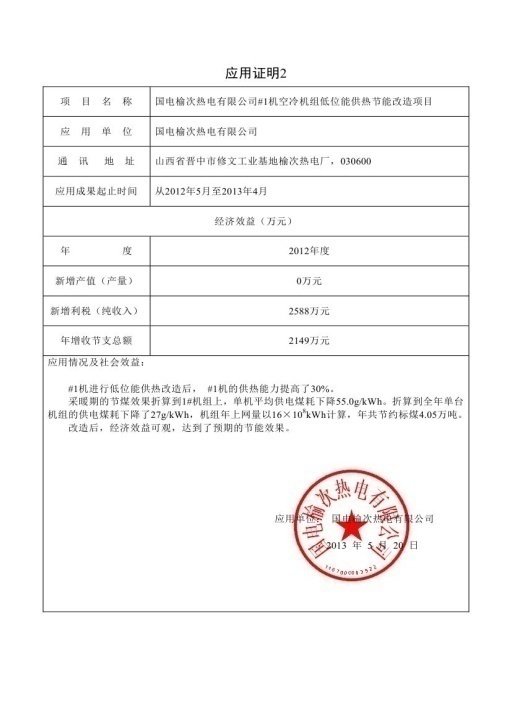 应用证明2
项 目 名 称 国电榆次热电有限公司#1机空冷机组低位能供热节能改造项目
应 用 单 位 国电榆次热电有限公司
通 讯 地 址 山西省晋中市修文工业基地榆次热电厂，030600
应用成果起止时间 从2012年5月至2013年4月
经济效益（万元）
年 度 2012年度
新增产值（产量） 0万元
新增利税（纯收入） 2588万元
年增收节支总额 2149万元
应用情况及社会效益：
#1机进行低位能供热改造后， #1机的供热能力提高了30%。
采暖期的节煤效果折算到1#机组上，单机平均供电煤耗下降55.0g/kWh。折算到全年单台
机组的供电煤耗下降了27g/kWh，机组年上网量以16×10⁸kWh计算，年共节约标煤4.05万吨。
改造后，经济效益可观，达到了预期的节能效果。
应用单位： 国电榆次热电有限公司
2013 年 5 月 20 日
国电榆次热电有限公司